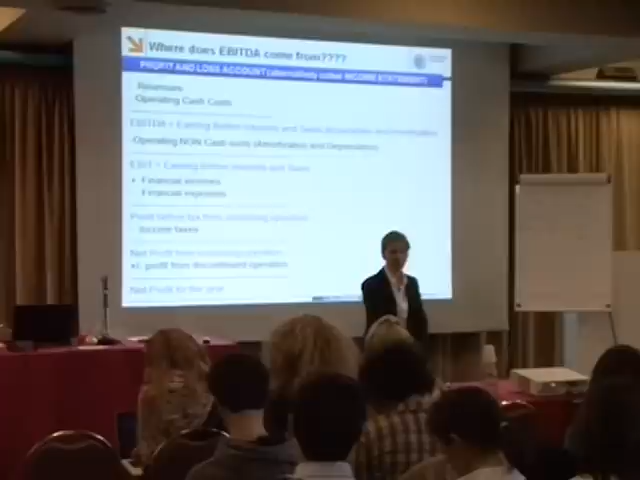 Where does EBITDA come from????
PROFIT AND LOSS ACCOUNT (alternatively called INCOME STATEMENT)
Revenues
Operating Cash Costs
EBITDA = Earning Before Interests and Taxes Depreciation and Amortization
Operating NON Cash costs (Amortization and Depreciation)
EBIT = Earning Before Interests and Taxes
+ Financial incomes
Financial expenses
Profit before tax from continuing operation
Income taxes
Net Profit from continuing operation
+/- profit from discontinued operation
Net Profit for the year